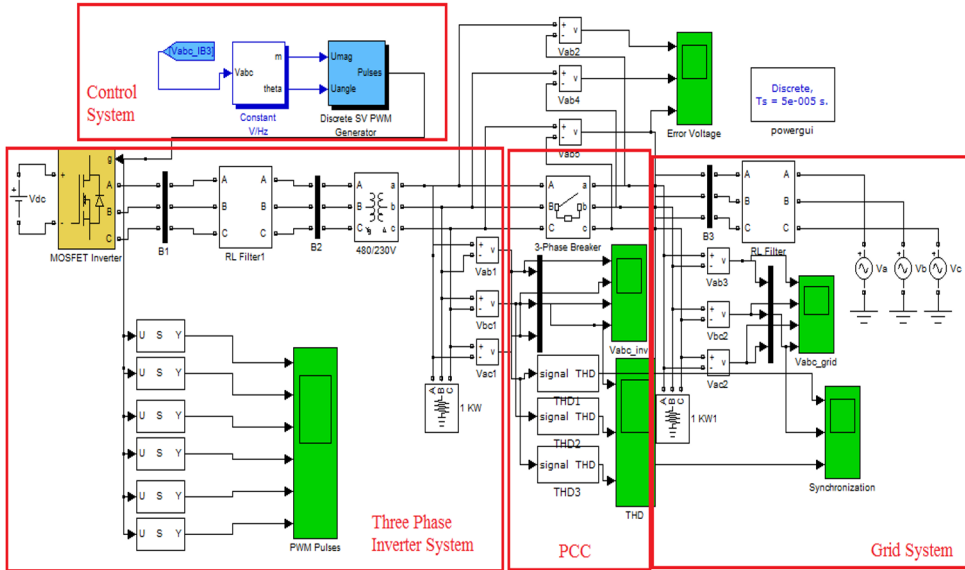 [Vabc_IB3]
Vabc
m
theta
Constant
V/Hz
Umag
Uangle
Pulses
Discrete SV PWM
Generator
Control
System
+
-
v
Vab2
+
-
v
Vab4
+
-
v
Vab5
Error Voltage
Discrete,
Ts = 5e-005 s.
powergui
Vdc
g
+
-
A
B
C
MOSFET Inverter
B1
A
B
C
A
B
C
RL Filter1
B2
A
B
C
a
b
c
480/230V
A
B
C
a
b
c
3-Phase Breaker
B3
A
B
C
A
B
C
RL Filter
+
Va
+
Vb
+
Vc
+
-
v
Vab1
+
-
v
Vbc1
+
-
v
Vac1
Vabc_inv
+
-
v
Vab3
+
-
v
Vbc2
+
-
v
Vac2
Vabc_grid
A B C
1 KW
signal THD
THD1
signal THD
THD2
signal THD
THD3
THD
A B C
1 KW1
Synchronization
U S Y
U S Y
U S Y
U S Y
U S Y
U S Y
PWM Pulses
Three Phase
Inverter System
PCC
Grid System